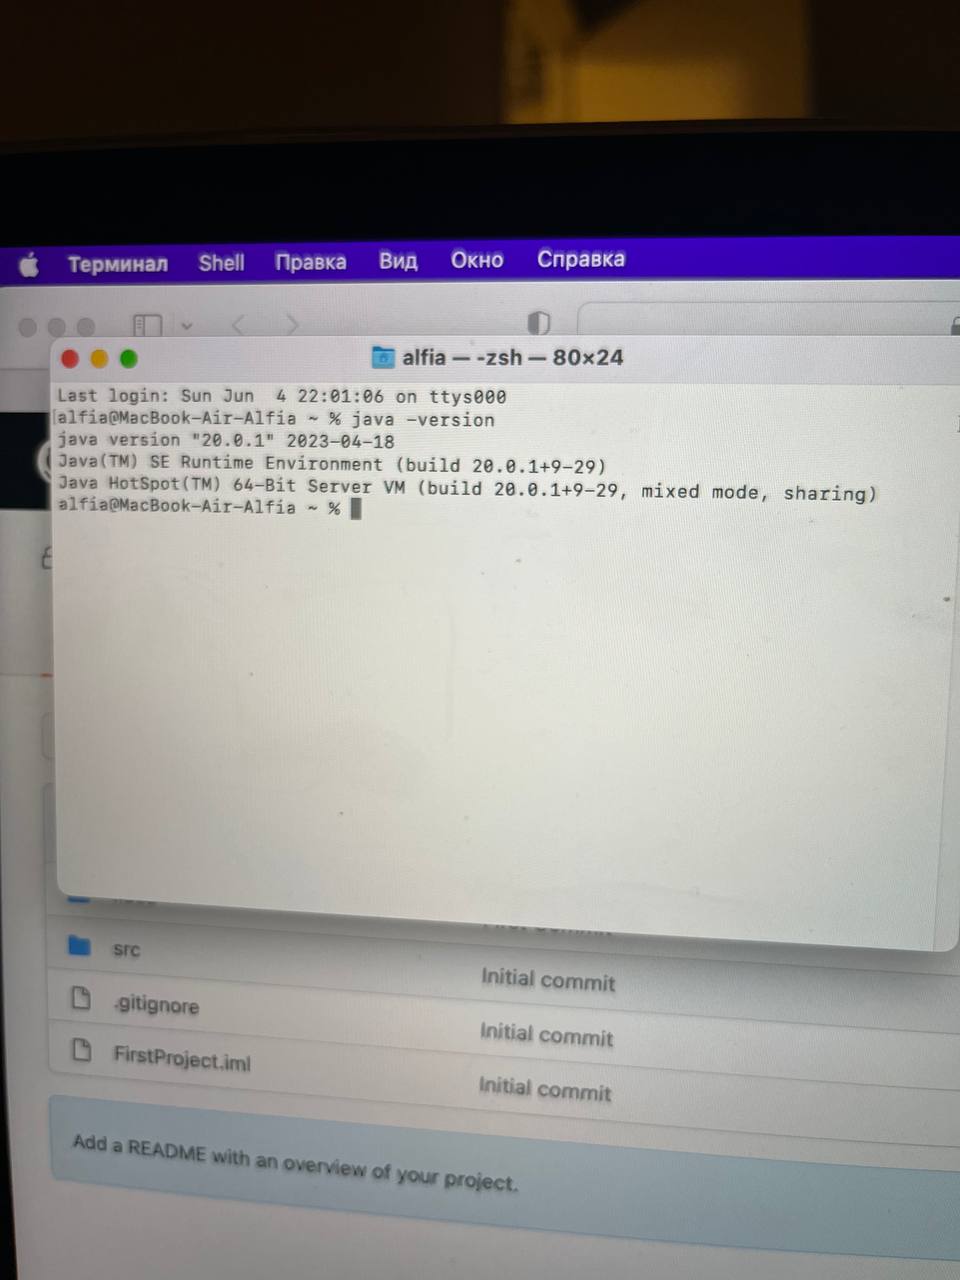 Терминал Shell Правка Вид Окно Справка
alfia — -zsh — 80×24
Last login: Sun Jun  4 22:01:06 on ttys000
[alfia@MacBook-Air-Alfia ~ % java -version
java version "20.0.1" 2023-04-18
Java(TM) SE Runtime Environment (build 20.0.1+9-29)
Java HotSpot(TM) 64-Bit Server VM (build 20.0.1+9-29, mixed mode, sharing)
alfia@MacBook-Air-Alfia ~ %
src Initial commit
.gitignore Initial commit
FirstProject.iml Initial commit
Add a README with an overview of your project.